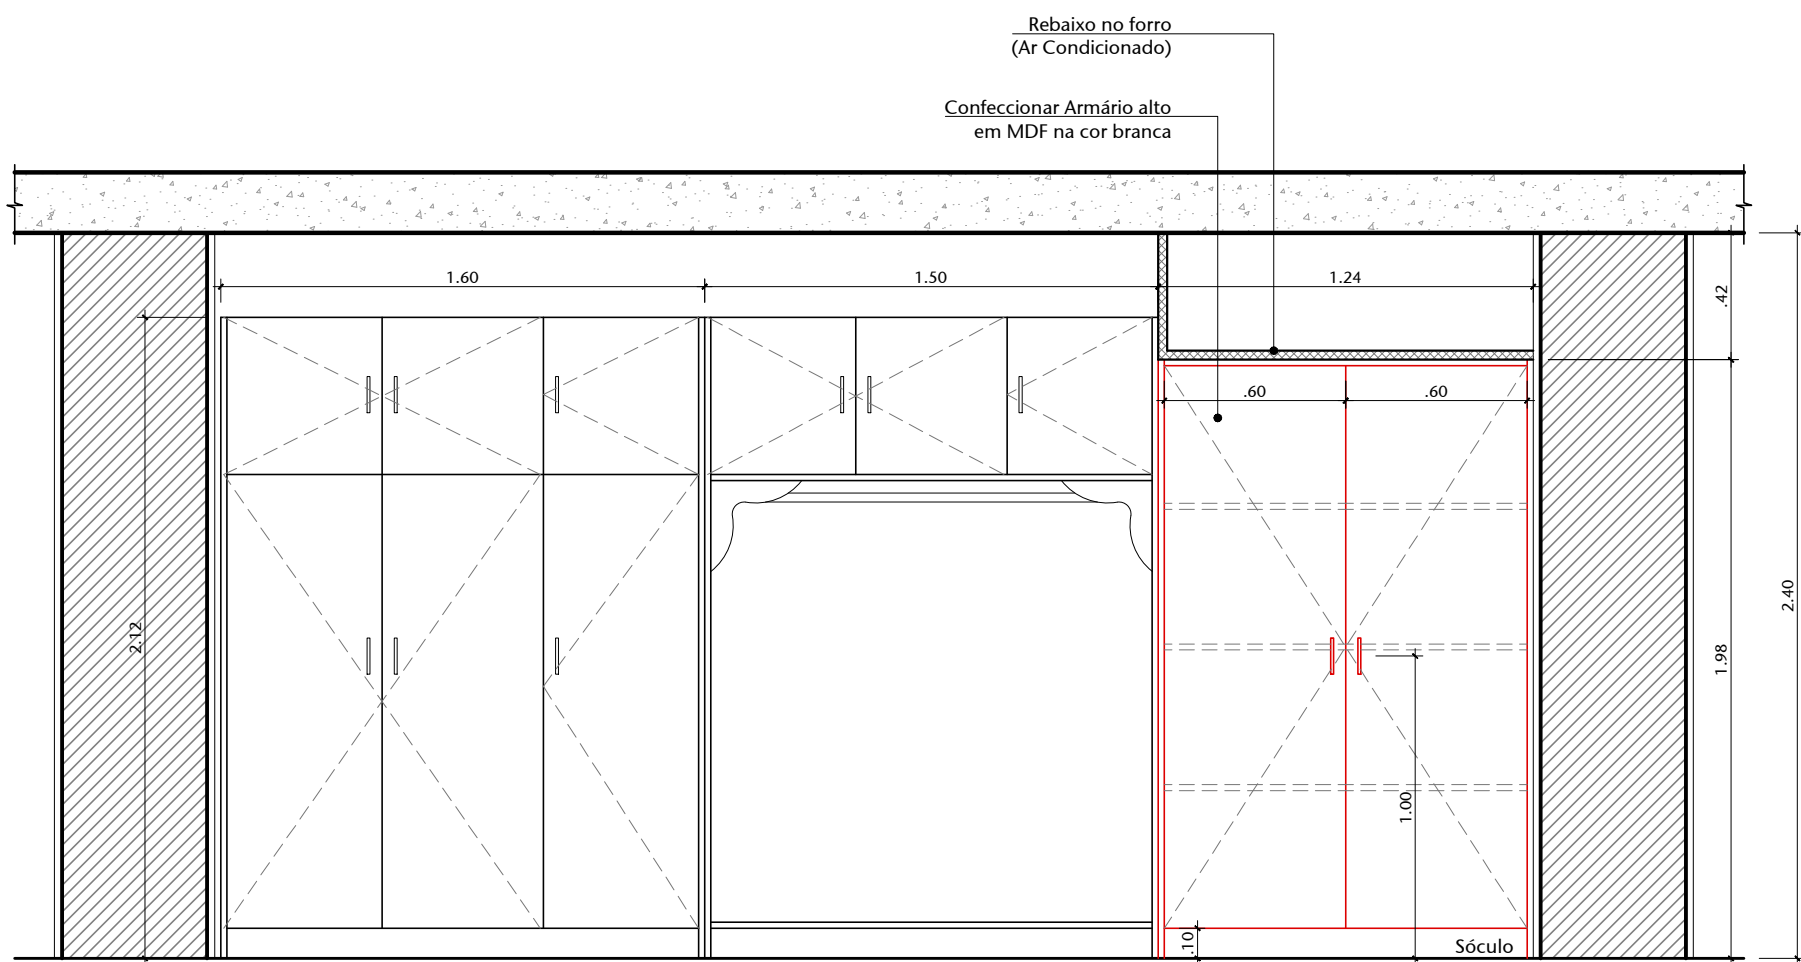 Rebaixo no forro
(Ar Condicionado)
Confeccionar Armário alto
em MDF na cor branca
1.60
1.50
1.24
.42
.60
.60
2.12
2.40
1.98
1.00
.10
Sóculo